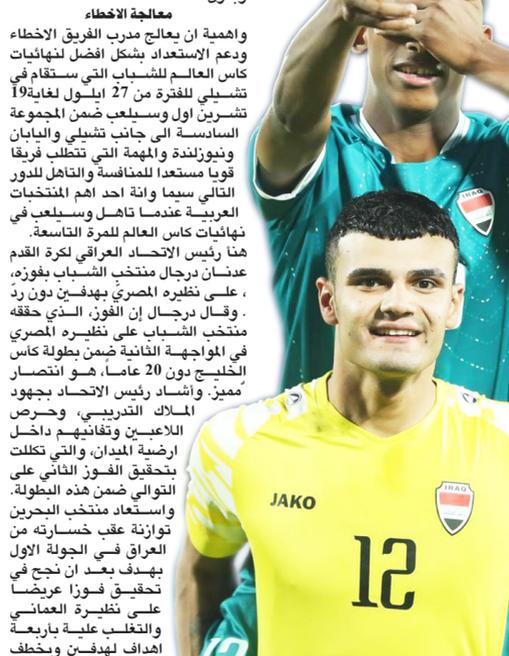 معالجة الاخطاء
واهمية ان يعالج مدرب الفريق الاخطاء
ودعم الاستعداد بشكل افضل لنهائيات
كاس العالم للشباب التي ستقام في
تشيلي للفترة من 27 ايلول لغاية19
تشرين اول وسيلعب ضمن المجموعة
السادسة الى جانب تشيلي واليابان
ونيوزلندة والمهمة التي تتطلب فريقا
قويا مستعدا للمنافسة والتأهل للدور
التالي سيما وانة احد اهم المنتخبات
العربية عندما تاهل وسيلعب في
نهائيات كاس العالم للمرة التاسعة.
هنأ رئيس الاتحاد العراقي لكرة القدم
عدنان درجال منتخب الشباب بفوزه،
، على نظيره المصريّ بهدفين دون ردّ
. وقال درجال إن الفوز، الذي حققه
منتخب الشباب على نظيره المصري
في المواجهة الثانية ضمن بطولة كأس
الخليج دون 20 عاماً، هو انتصار
مميز. وأشاد رئيس الاتحاد بجهود
الملاك التدريبي، وحرص
اللاعبين وتفانيهم داخل
ارضية الميدان، والتي تكللت
بتحقيق الفوز الثاني على
التوالي ضمن هذه البطولة.
واستعاد منتخب البحرين
توازنة عقب خسارته من
العراق في الجولة الاول
بهدف بعد ان نجح في
تحقيق فوزا عريضا
على نظيرة العماني
والتغلب علية بأربعة
اهداف لهدفين ويخطف
IRAQ
IRAQ
JAKO
12
12